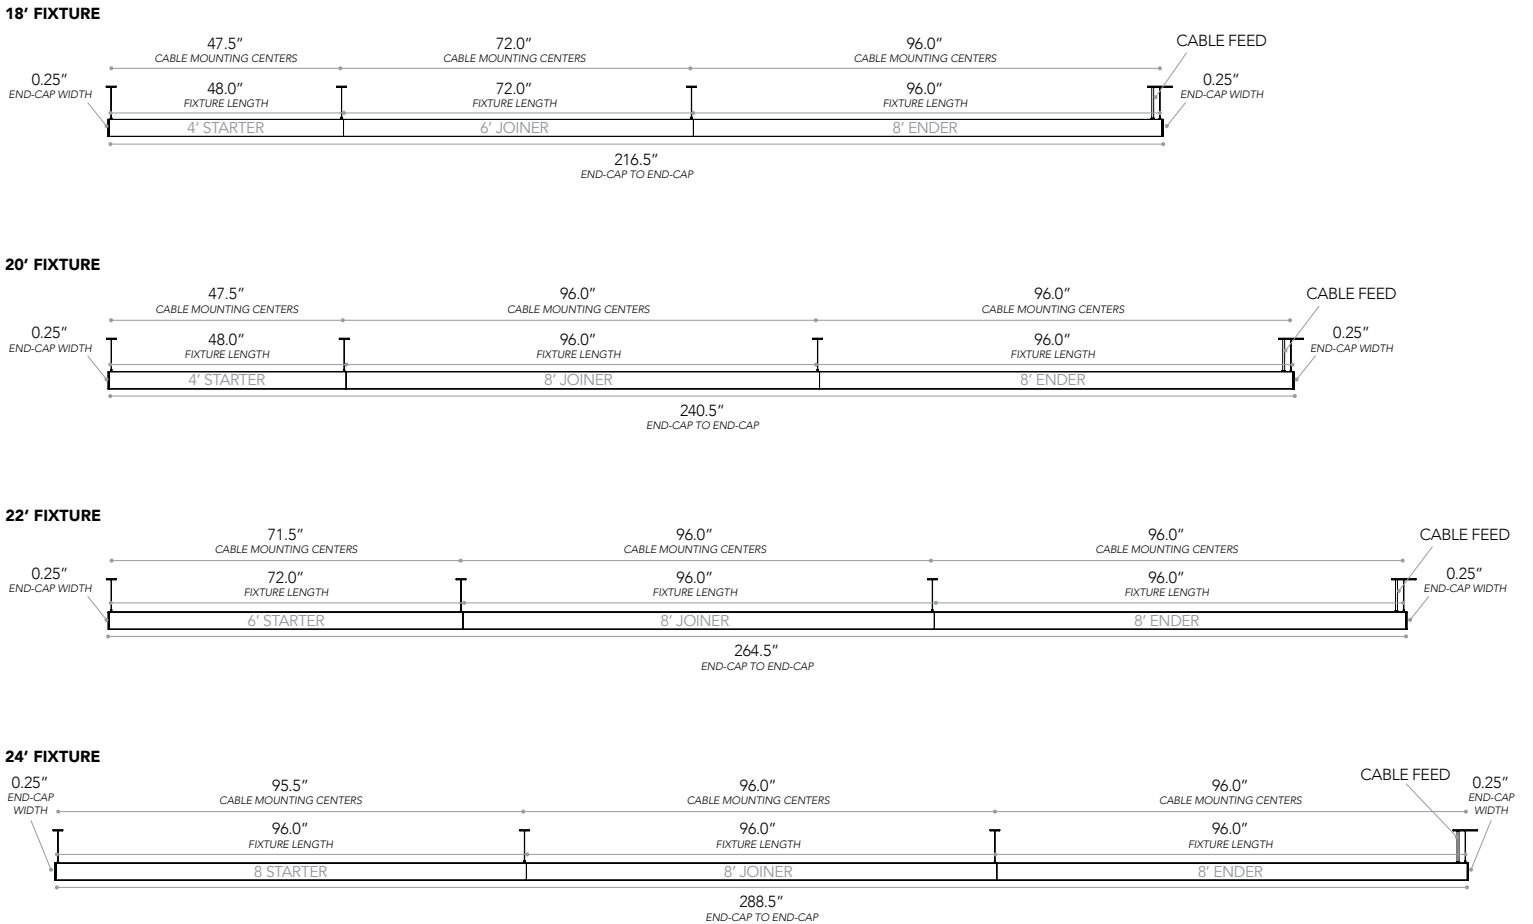 18’ FIXTURE
47.5”
CABLE MOUNTING CENTERS
72.0”
CABLE MOUNTING CENTERS
96.0”
CABLE MOUNTING CENTERS
CABLE FEED
0.25”
END-CAP WIDTH
48.0”
FIXTURE LENGTH
72.0”
FIXTURE LENGTH
96.0”
FIXTURE LENGTH
0.25”
END-CAP WIDTH
4’ STARTER
6’ JOINER
8’ ENDER
216.5”
END-CAP TO END-CAP
20’ FIXTURE
47.5”
CABLE MOUNTING CENTERS
96.0”
CABLE MOUNTING CENTERS
96.0”
CABLE MOUNTING CENTERS
CABLE FEED
0.25”
END-CAP WIDTH
48.0”
FIXTURE LENGTH
96.0”
FIXTURE LENGTH
96.0”
FIXTURE LENGTH
0.25”
END-CAP WIDTH
4’ STARTER
8’ JOINER
8’ ENDER
240.5”
END-CAP TO END-CAP
22’ FIXTURE
71.5”
CABLE MOUNTING CENTERS
96.0”
CABLE MOUNTING CENTERS
96.0”
CABLE MOUNTING CENTERS
CABLE FEED
0.25”
END-CAP WIDTH
72.0”
FIXTURE LENGTH
96.0”
FIXTURE LENGTH
96.0”
FIXTURE LENGTH
0.25”
END-CAP WIDTH
6’ STARTER
8’ JOINER
8’ ENDER
264.5”
END-CAP TO END-CAP
24’ FIXTURE
0.25”
END-CAP
WIDTH
95.5”
CABLE MOUNTING CENTERS
96.0”
CABLE MOUNTING CENTERS
96.0”
CABLE MOUNTING CENTERS
CABLE FEED
0.25”
END-CAP
WIDTH
96.0”
FIXTURE LENGTH
96.0”
FIXTURE LENGTH
96.0”
FIXTURE LENGTH
8 STARTER
8’ JOINER
8’ ENDER
288.5”
END-CAP TO END-CAP